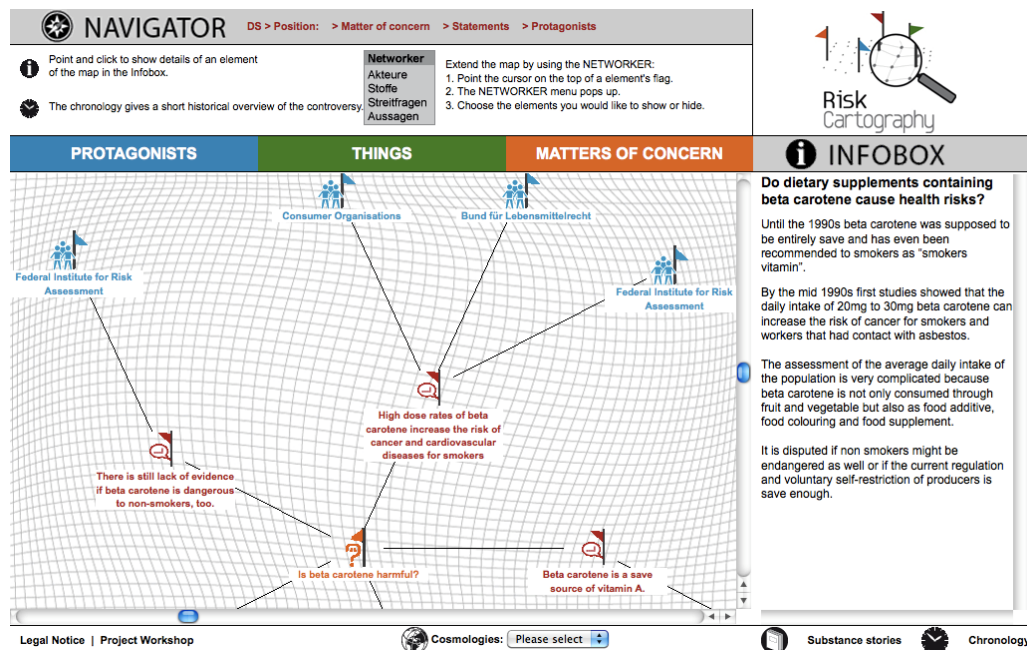 NAVIGATOR
DS > Position: > Matter of concern > Statements > Protagonists
Point and click to show details of an element
of the map in the Infobox.
The chronology gives a short historical overview of the controversy.
Networker
Akteure
Stoffe
Streitfragen
Aussagen
Extend the map by using the NETWORKER:
1. Point the cursor on the top of a element's flag.
2. The NETWORKER menu pops up.
3. Choose the elements you would like to show or hide.
Risk
Cartography
PROTAGONISTS
THINGS
MATTERS OF CONCERN
INFOBOX
Consumer Organisations
Bund für Lebensmittelrecht
Federal Institute for Risk
Assessment
Federal Institute for Risk
Assessment
High dose rates of beta
carotene increase the risk of
cancer and cardiovascular
diseases for smokers
There is still lack of evidence
if beta carotene is dangerous
to non-smokers, too.
Is beta carotene harmful?
Beta carotene is a save
source of vitamin A.
Do dietary supplements containing
beta carotene cause health risks?
Until the 1990s beta carotene was supposed to
be entirely save and has even been
recommended to smokers as "smokers
vitamin".
By the mid 1990s first studies showed that the
daily intake of 20mg to 30mg beta carotene can
increase the risk of cancer for smokers and
workers that had contact with asbestos.
The assessment of the average daily intake of
the population is very complicated because
beta carotene is not only consumed through
fruit and vegetable but also as food additive,
food colouring and food supplement.
It is disputed if non smokers might be
endangered as well or if the current regulation
and voluntary self-restriction of producers is
save enough.
Legal Notice | Project Workshop
Cosmologies: Please select
Substance stories
Chronology